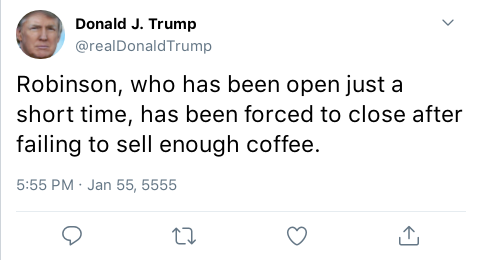 Donald J. Trump
@realDonaldTrump
Robinson, who has been open just a
short time, has been forced to close after
failing to sell enough coffee.
5:55 PM · Jan 55, 5555